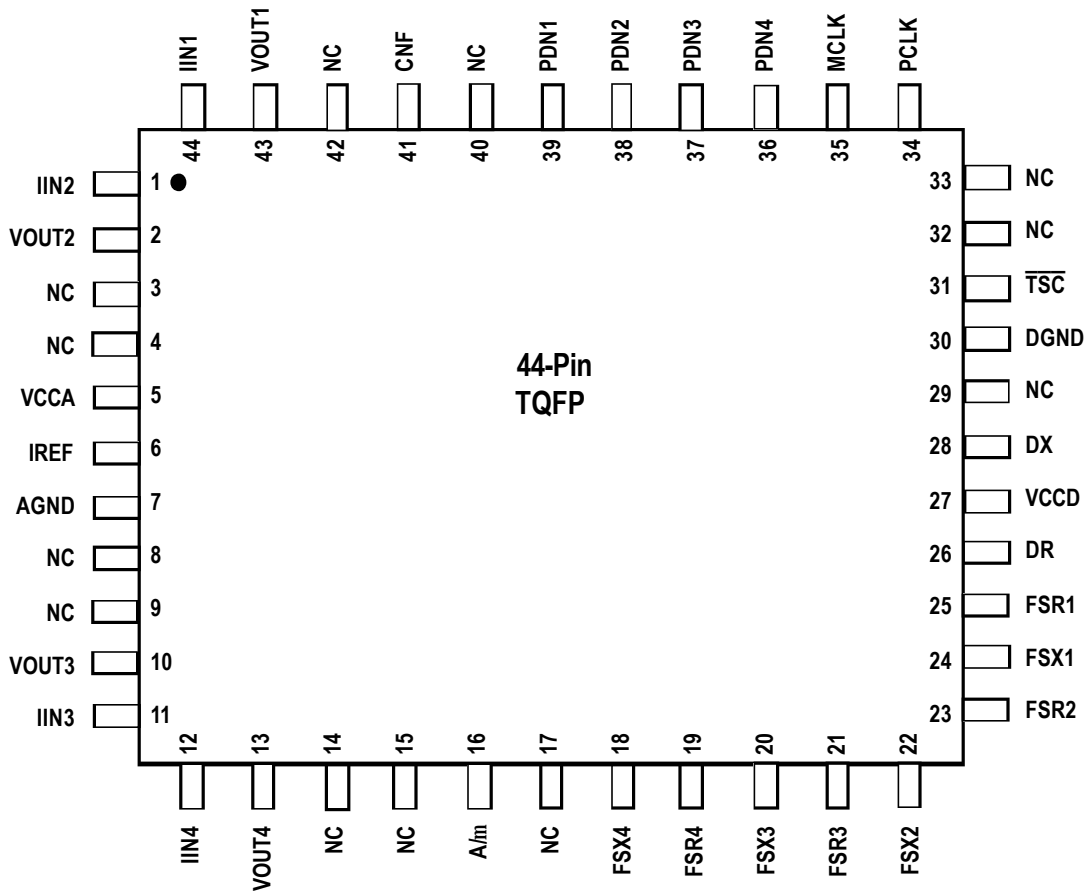 IIN1
VOUT1
NC
CNF
NC
PDN1
PDN2
PDN3
PDN4
MCLK
PCLK
44
43
42
41
40
39
38
37
36
35
34
IIN2 1
VOUT2 2
NC 3
NC 4
VCCA 5
IREF 6
AGND 7
NC 8
NC 9
VOUT3 10
IIN3 11
44-Pin
TQFP
33 NC
32 NC
31 T̅S̅C̅
30 DGND
29 NC
28 DX
27 VCCD
26 DR
25 FSR1
24 FSX1
23 FSR2
12
13
14
15
16
17
18
19
20
21
22
IIN4
VOUT4
NC
NC
A/m
NC
FSX4
FSR4
FSX3
FSR3
FSX2